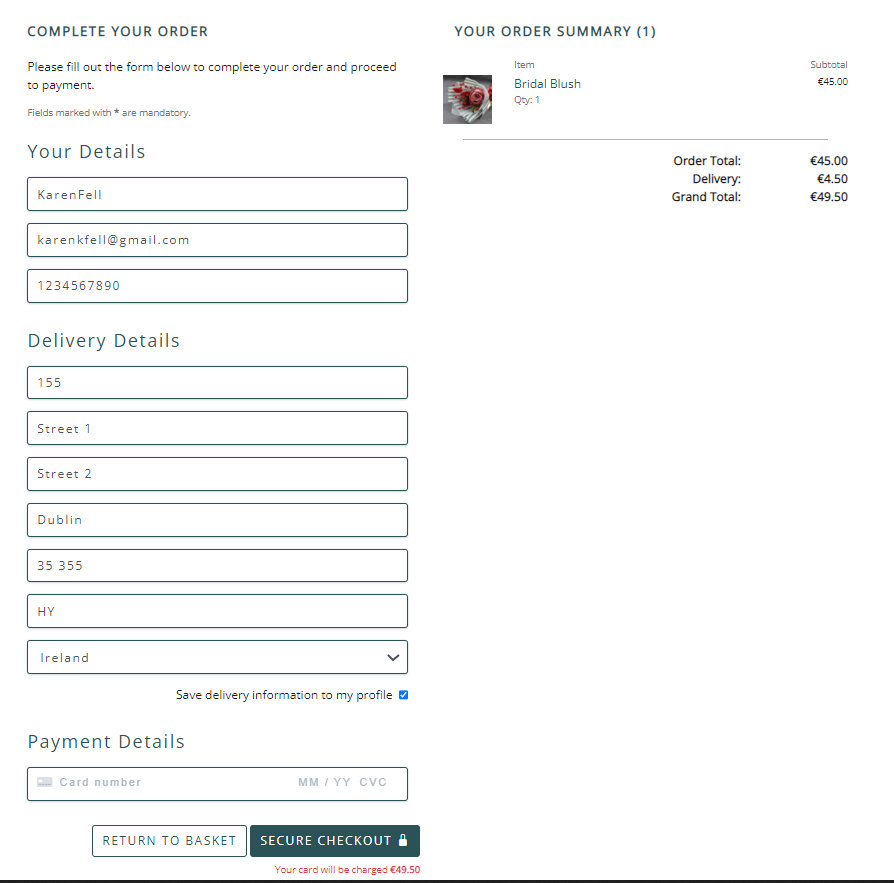 COMPLETE YOUR ORDER
Please fill out the form below to complete your order and proceed
to payment.
Fields marked with * are mandatory.
Your Details
KarenFell
karenkfell@gmail.com
1234567890
Delivery Details
155
Street 1
Street 2
Dublin
35 355
HY
Ireland
Save delivery information to my profile
Payment Details
Card number MM / YY CVC
RETURN TO BASKET SECURE CHECKOUT
Your card will be charged €49.50
YOUR ORDER SUMMARY (1)
Item Subtotal
Bridal Blush €45.00
Qty: 1
Order Total: €45.00
Delivery: €4.50
Grand Total: €49.50